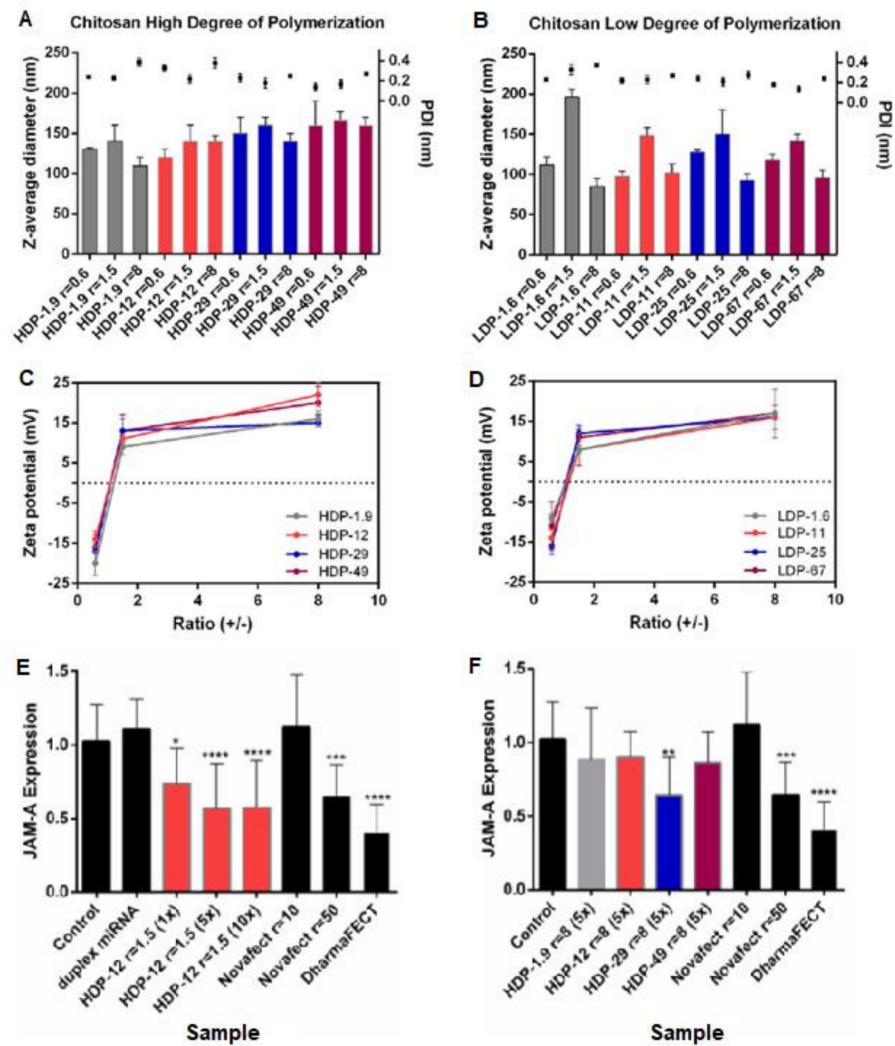 A
Chitosan High Degree of Polymerization
Z-average diameter (nm)
250
200
150
100
50
0
0.4
0.2
0.0
PDI (nm)
HDP-1.9 r=0.6
HDP-1.9 r=1.5
HDP-1.9 r=8
HDP-12 r=0.6
HDP-12 r=1.5
HDP-12 r=8
HDP-29 r=0.6
HDP-29 r=1.5
HDP-29 r=8
HDP-49 r=0.6
HDP-49 r=1.5
HDP-49 r=8
B
Chitosan Low Degree of Polymerization
Z-average diameter (nm)
250
200
150
100
50
0
0.4
0.2
0.0
PDI (nm)
LDP-1.6 r=0.6
LDP-1.6 r=1.5
LDP-1.6 r=8
LDP-11 r=0.6
LDP-11 r=1.5
LDP-11 r=8
LDP-25 r=0.6
LDP-25 r=1.5
LDP-25 r=8
LDP-67 r=0.6
LDP-67 r=1.5
LDP-67 r=8
C
Zeta potential (mV)
25
15
5
-5
-15
-25
HDP-1.9
HDP-12
HDP-29
HDP-49
0
2
4
6
8
10
Ratio (+/-)
D
Zeta potential (mV)
25
15
5
-5
-15
-25
LDP-1.6
LDP-11
LDP-25
LDP-67
0
2
4
6
8
10
Ratio (+/-)
E
JAM-A Expression
1.5
1.0
0.5
0.0
*
****
****
***
****
Control
duplex miRNA
HDP-12 r=1.5 (1x)
HDP-12 r=1.5 (5x)
HDP-12 r=1.5 (10x)
Novafect r=10
Novafect r=50
DharmaFECT
Sample
F
JAM-A Expression
1.5
1.0
0.5
0.0
**
***
****
Control
HDP-1.9 r=8 (5x)
HDP-12 r=8 (5x)
HDP-29 r=8 (5x)
HDP-49 r=8 (5x)
Novafect r=10
Novafect r=50
DharmaFECT
Sample